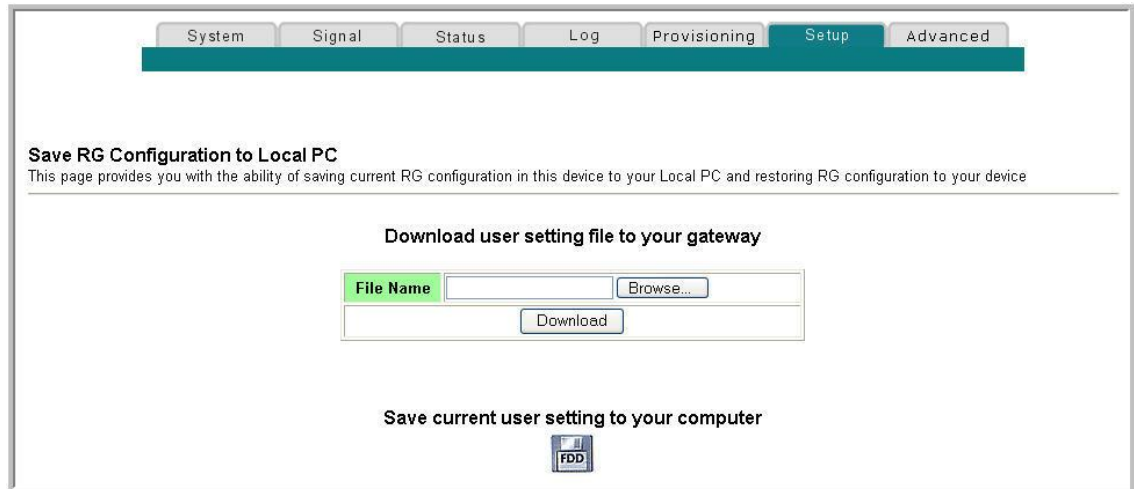 System Signal Status Log Provisioning Setup Advanced
Save RG Configuration to Local PC
This page provides you with the ability of saving current RG configuration in this device to your Local PC and restoring RG configuration to your device
Download user setting file to your gateway
File Name Browse...
Download
Save current user setting to your computer
FDD